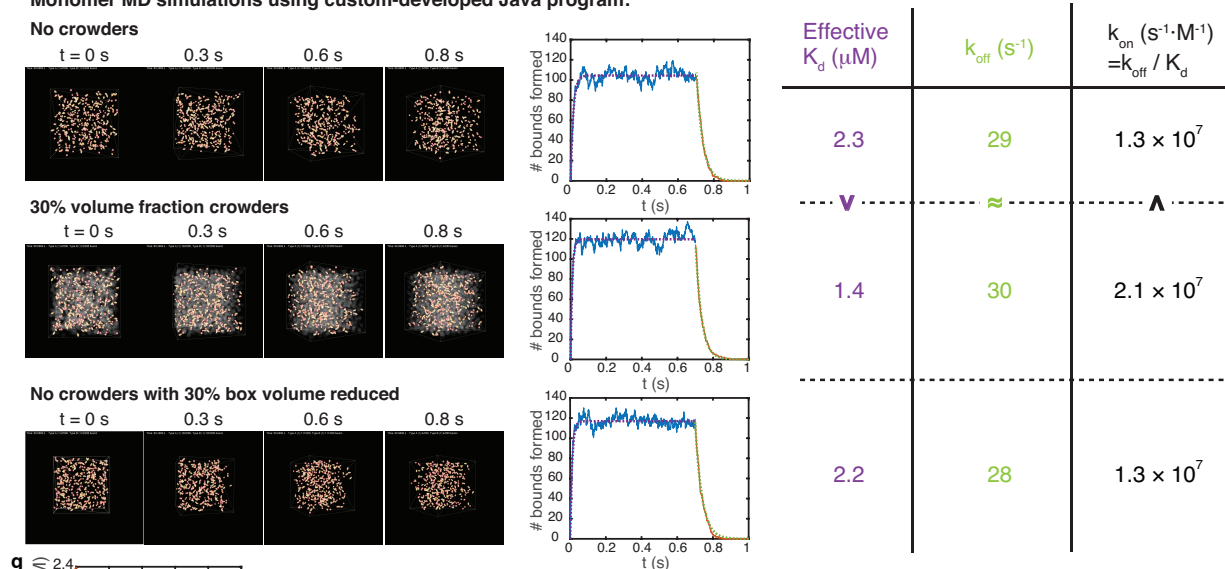 Monomer MD simulations using custom-developed Java program:
No crowders
t = 0 s 0.3 s 0.6 s 0.8 s
# bounds formed
140
120
100
80
60
40
20
0
0 0.2 0.4 0.6 0.8 1
t (s)
30% volume fraction crowders
t = 0 s 0.3 s 0.6 s 0.8 s
# bounds formed
140
120
100
80
60
40
20
0
0 0.2 0.4 0.6 0.8 1
t (s)
No crowders with 30% box volume reduced
t = 0 s 0.3 s 0.6 s 0.8 s
# bounds formed
140
120
100
80
60
40
20
0
0 0.2 0.4 0.6 0.8 1
t (s)
Effective
K_d (μM)
k_off (s⁻¹)
k_on (s⁻¹·M⁻¹)
=k_off / K_d
2.3 29 1.3 × 10⁷
∨ ≈ ∧
1.4 30 2.1 × 10⁷
2.2 28 1.3 × 10⁷
g
2.4